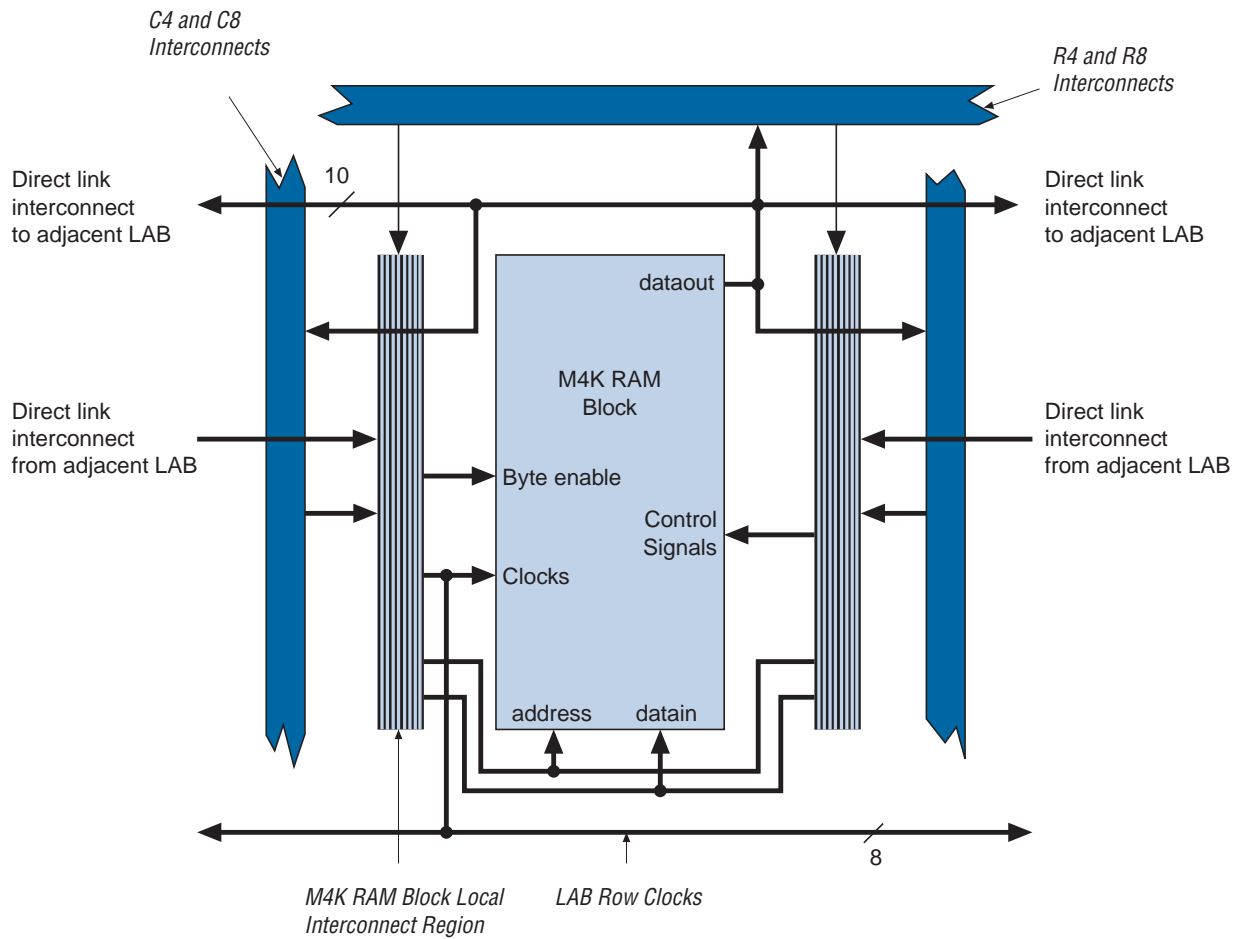 C4 and C8
Interconnects
R4 and R8
Interconnects
Direct link
interconnect
to adjacent LAB
10
Direct link
interconnect
to adjacent LAB
dataout
M4K RAM
Block
Direct link
interconnect
from adjacent LAB
Direct link
interconnect
from adjacent LAB
Byte enable
Control
Signals
Clocks
address
datain
8
M4K RAM Block Local
Interconnect Region
LAB Row Clocks